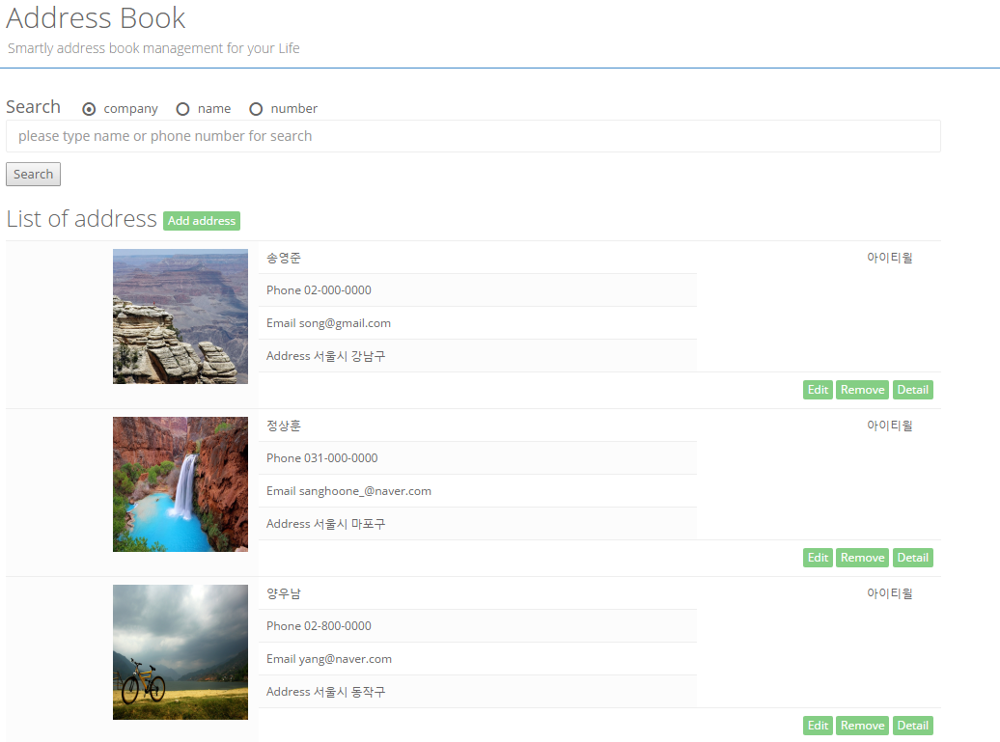 Address Book
Smartly address book management for your Life
Search company name number
please type name or phone number for search
Search
List of address Add address
송영준 아이티윌
Phone 02-000-0000
Email song@gmail.com
Address 서울시 강남구
Edit Remove Detail
정상훈 아이티윌
Phone 031-000-0000
Email sanghoone_@naver.com
Address 서울시 마포구
Edit Remove Detail
양우남 아이티윌
Phone 02-800-0000
Email yang@naver.com
Address 서울시 동작구
Edit Remove Detail